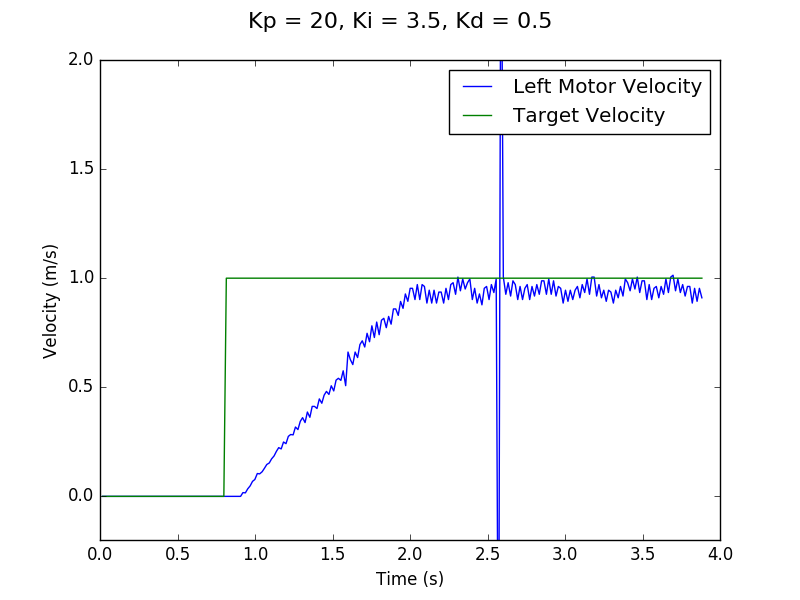 Kp = 20, Ki = 3.5, Kd = 0.5
Left Motor Velocity
Target Velocity
2.0
1.5
1.0
0.5
0.0
Velocity (m/s)
0.0 0.5 1.0 1.5 2.0 2.5 3.0 3.5 4.0
Time (s)